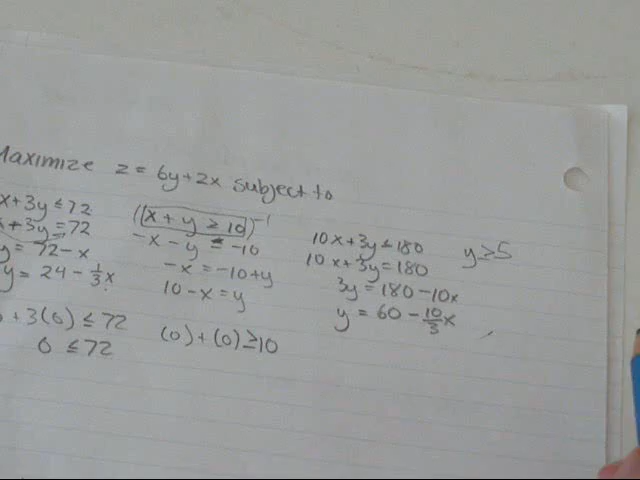 Maximize z = 6y+2x subject to
x+3y ≤ 72
x+3y = 72
y = 72-x
y = 24 - 1/3x
0 + 3(0) ≤ 72
0 ≤ 72
((x + y ≥ 10))^-1
-x - y ≤ -10
-x = -10+y
10 - x = y
(0) + (0) ≥ 10
10x + 3y ≤ 180
10x + 3y = 180
3y = 180 - 10x
y = 60 - 10/3x
y ≥ 5